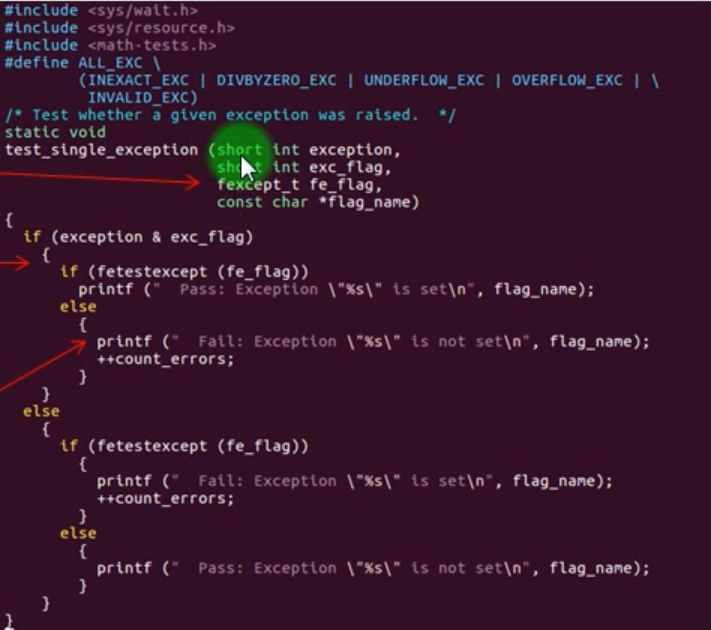 #include <sys/wait.h>
#include <sys/resource.h>
#include <math-tests.h>
#define ALL_EXC \
        (INEXACT_EXC | DIVBYZERO_EXC | UNDERFLOW_EXC | OVERFLOW_EXC | \
         INVALID_EXC)
/* Test whether a given exception was raised.  */
static void
test_single_exception (short int exception,
                       short int exc_flag,
                       fexcept_t fe_flag,
                       const char *flag_name)
{
  if (exception & exc_flag)
    {
      if (fetestexcept (fe_flag))
        printf ("  Pass: Exception \"%s\" is set\n", flag_name);
      else
        {
          printf ("  Fail: Exception \"%s\" is not set\n", flag_name);
          ++count_errors;
        }
    }
  else
    {
      if (fetestexcept (fe_flag))
        {
          printf ("  Fail: Exception \"%s\" is set\n", flag_name);
          ++count_errors;
        }
      else
        {
          printf ("  Pass: Exception \"%s\" is not set\n", flag_name);
        }
    }
}